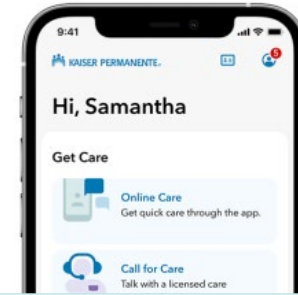 9:41
5
KAISER PERMANENTE.
Hi, Samantha
Get Care
Online Care
Get quick care through the app.
Call for Care
Talk with a licensed care